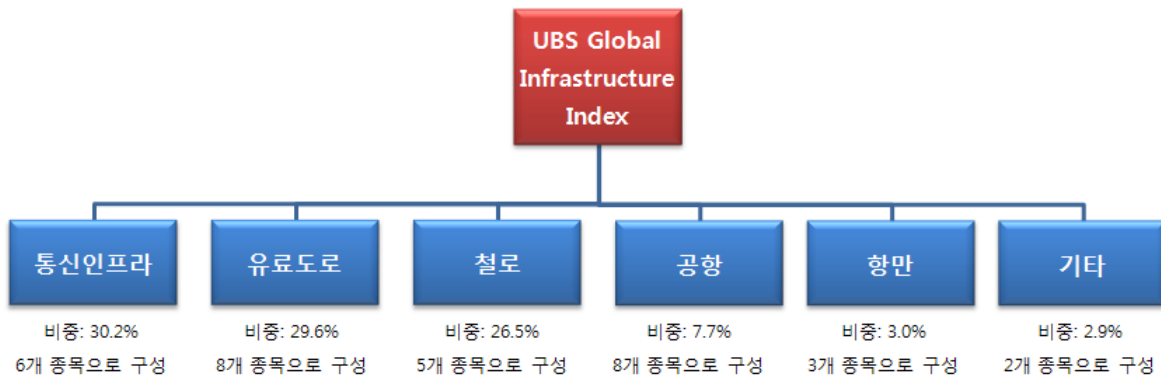 UBS Global
Infrastructure
Index
통신인프라
유료도로
철로
공항
항만
기타
비중: 30.2%
비중: 29.6%
비중: 26.5%
비중: 7.7%
비중: 3.0%
비중: 2.9%
6개 종목으로 구성
8개 종목으로 구성
5개 종목으로 구성
8개 종목으로 구성
3개 종목으로 구성
2개 종목으로 구성